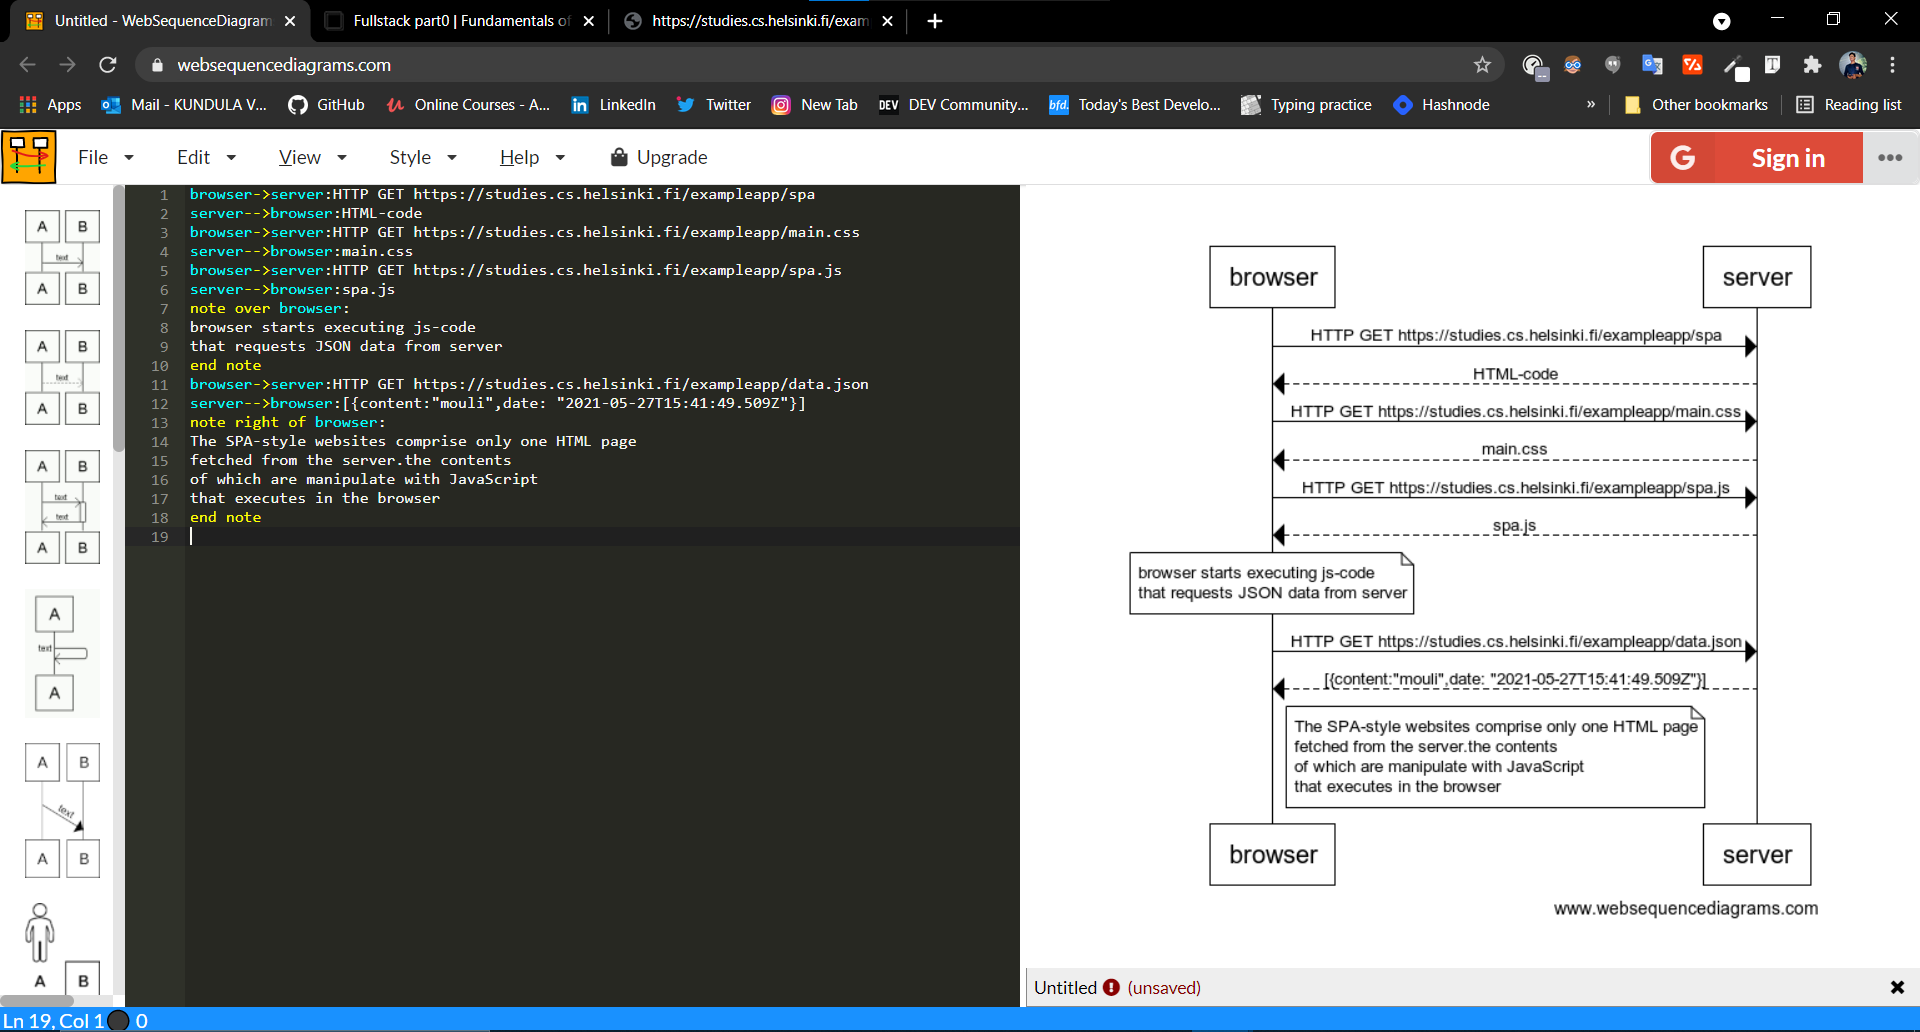 Untitled - WebSequenceDiagram
Fullstack part0 | Fundamentals of
https://studies.cs.helsinki.fi/exam
websequencediagrams.com
Apps
Mail - KUNDULA V...
GitHub
Online Courses - A...
LinkedIn
Twitter
New Tab
DEV Community...
Today's Best Develo...
Typing practice
Hashnode
»
Other bookmarks
Reading list
File
Edit
View
Style
Help
Upgrade
G Sign in
1 browser->server:HTTP GET https://studies.cs.helsinki.fi/exampleapp/spa
2 server-->browser:HTML-code
3 browser->server:HTTP GET https://studies.cs.helsinki.fi/exampleapp/main.css
4 server-->browser:main.css
5 browser->server:HTTP GET https://studies.cs.helsinki.fi/exampleapp/spa.js
6 server-->browser:spa.js
7 note over browser:
8 browser starts executing js-code
9 that requests JSON data from server
10 end note
11 browser->server:HTTP GET https://studies.cs.helsinki.fi/exampleapp/data.json
12 server-->browser:[{content:"mouli",date: "2021-05-27T15:41:49.509Z"}]
13 note right of browser:
14 The SPA-style websites comprise only one HTML page
15 fetched from the server.the contents
16 of which are manipulate with JavaScript
17 that executes in the browser
18 end note
19
A B
text
A B
A B
text
A B
A B
text
text
A B
A
text
A
A B
text
A B
A B
browser server
HTTP GET https://studies.cs.helsinki.fi/exampleapp/spa
HTML-code
HTTP GET https://studies.cs.helsinki.fi/exampleapp/main.css
main.css
HTTP GET https://studies.cs.helsinki.fi/exampleapp/spa.js
spa.js
browser starts executing js-code
that requests JSON data from server
HTTP GET https://studies.cs.helsinki.fi/exampleapp/data.json
[{content:"mouli",date: "2021-05-27T15:41:49.509Z"}]
The SPA-style websites comprise only one HTML page
fetched from the server.the contents
of which are manipulate with JavaScript
that executes in the browser
browser server
www.websequencediagrams.com
Untitled (unsaved)
Ln 19, Col 1 0